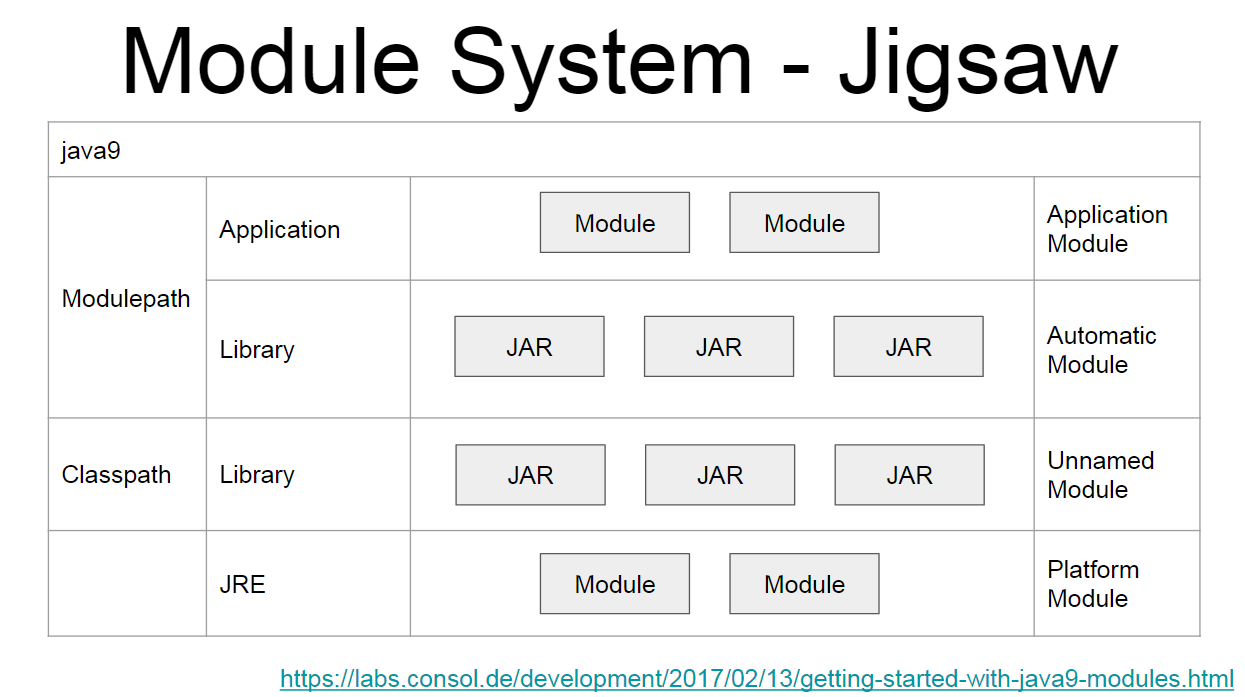 Module System - Jigsaw
java9
Modulepath
Application
Module
Module
Application
Module
Library
JAR
JAR
JAR
Automatic
Module
Classpath
Library
JAR
JAR
JAR
Unnamed
Module
JRE
Module
Module
Platform
Module
https://labs.consol.de/development/2017/02/13/getting-started-with-java9-modules.html